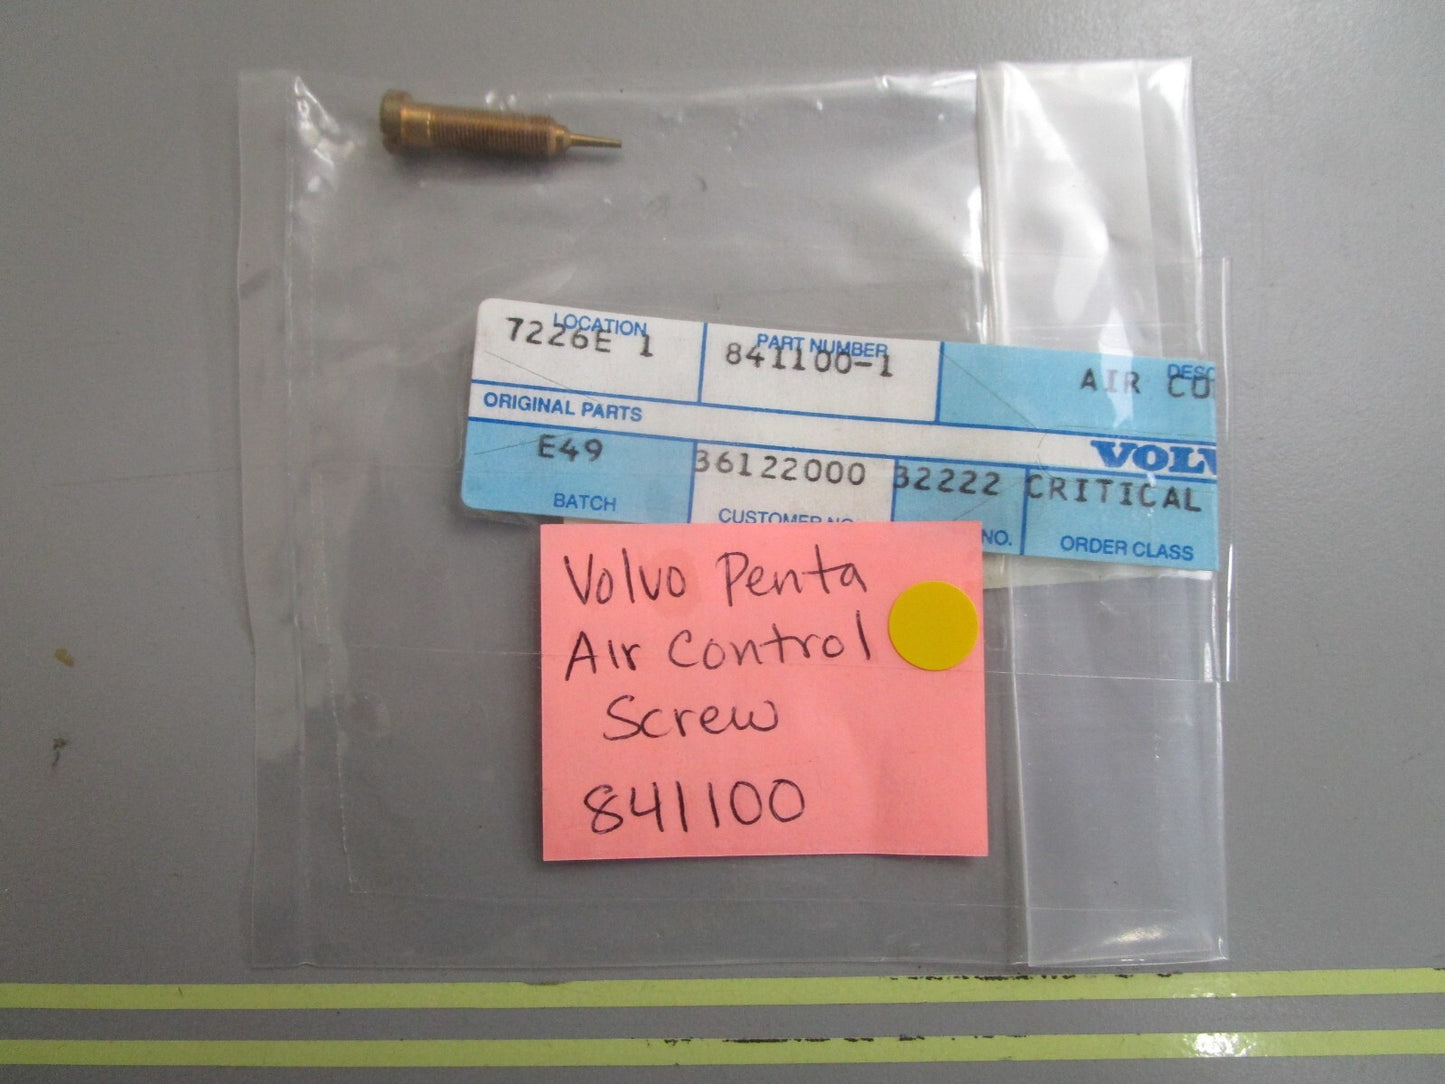 LOCATION
7226E 1
PART NUMBER
841100-1
DESC
AIR CO
ORIGINAL PARTS
VOLV
E49
BATCH
36122000
CUSTOMER NO.
32222
NO.
CRITICAL
ORDER CLASS
Volvo Penta
Air Control
Screw
841100